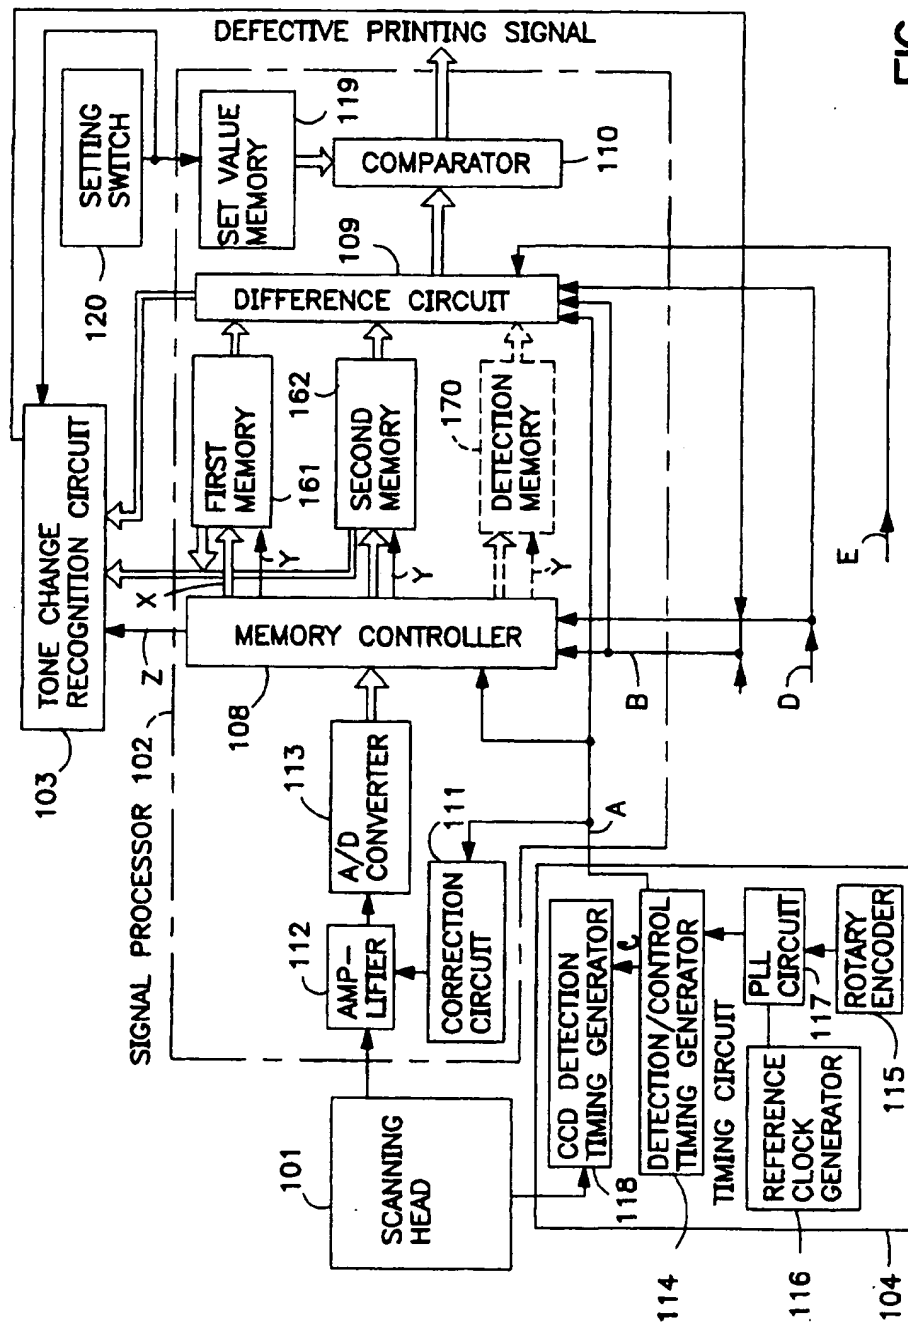 DEFECTIVE PRINTING SIGNAL
SETTING
SWITCH
120
119
SET VALUE
MEMORY
COMPARATOR
110
109
DIFFERENCE CIRCUIT
TONE CHANGE
RECOGNITION CIRCUIT
103
FIRST
MEMORY
161
162
SECOND
MEMORY
170
DETECTION
MEMORY
X
Y
Y
Y
Z
E
MEMORY CONTROLLER
108
B
D
SIGNAL PROCESSOR 102
113
A/D
CONVERTER
111
112
AMP-
LIFIER
CORRECTION
CIRCUIT
A
101
SCANNING
HEAD
CCD DETECTION
TIMING GENERATOR
118
C
DETECTION/CONTROL
TIMING GENERATOR
114
TIMING CIRCUIT
PLL
CIRCUIT
117
REFERENCE
CLOCK
GENERATOR
116
ROTARY
ENCODER
115
104